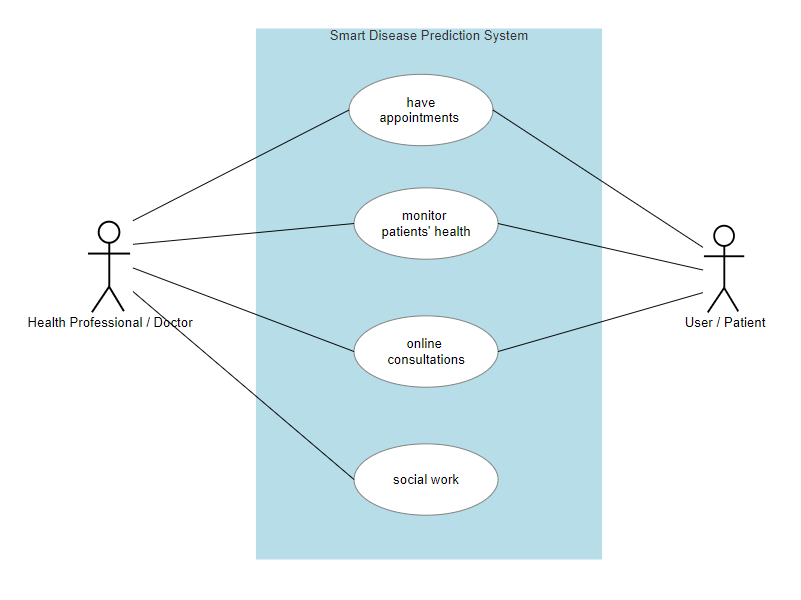 Smart Disease Prediction System
have
appointments
monitor
patients' health
Health Professional / Doctor
User / Patient
online
consultations
social work